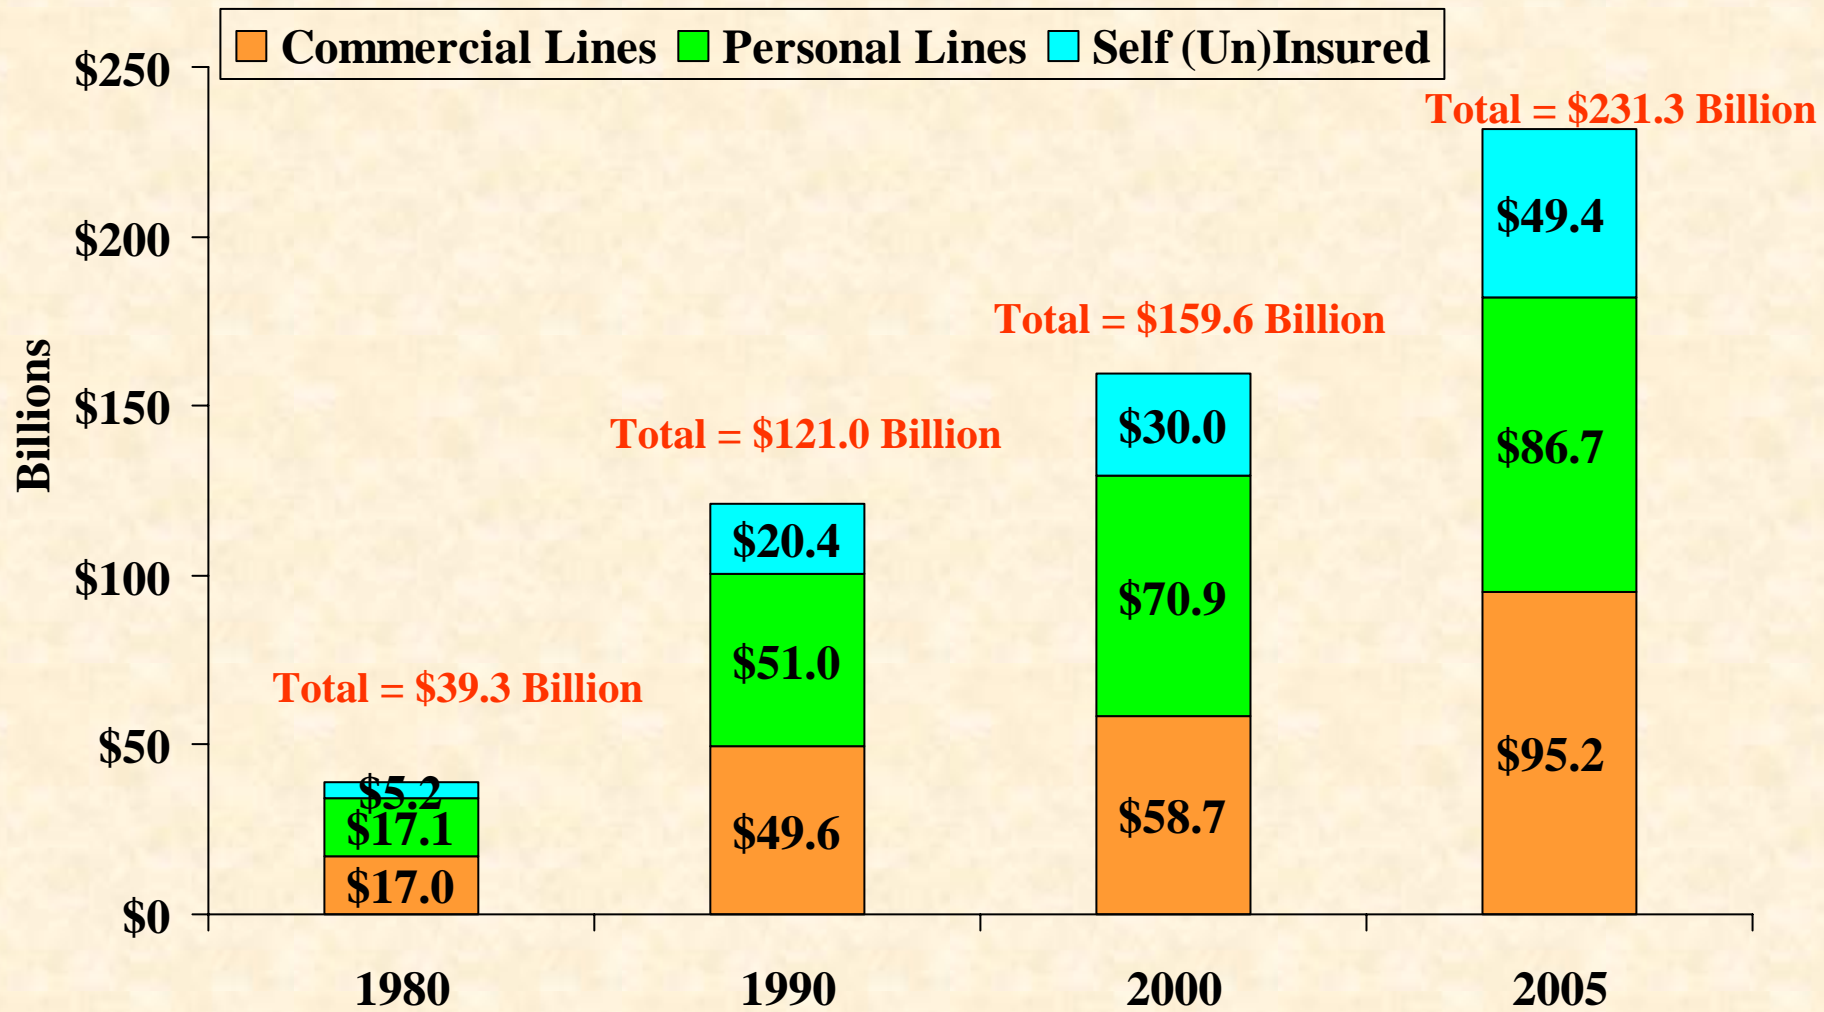 Commercial Lines Personal Lines Self (Un)Insured
$250
$200
$150
$100
$50
$0
Billions
Total = $39.3 Billion
$5.2
$17.1
$17.0
Total = $121.0 Billion
$20.4
$51.0
$49.6
Total = $159.6 Billion
$30.0
$70.9
$58.7
Total = $231.3 Billion
$49.4
$86.7
$95.2
1980 1990 2000 2005